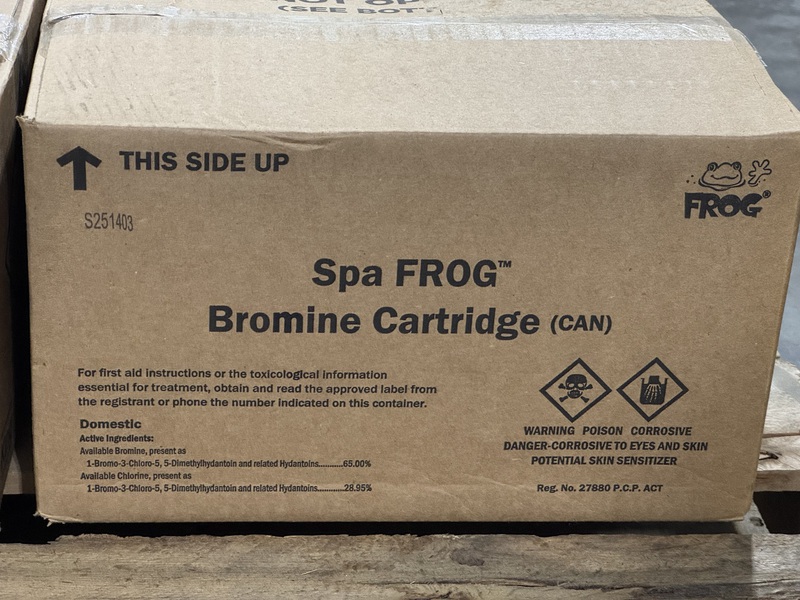 (SEE BOT
THIS SIDE UP
S251403
FROG®
Spa FROG™
Bromine Cartridge (CAN)
For first aid instructions or the toxicological information
essential for treatment, obtain and read the approved label from
the registrant or phone the number indicated on this container.
Domestic
Active Ingredients:
Available Bromine, present as
1-Bromo-3-Chloro-5, 5-Dimethylhydantoin and related Hydantoins...........65.00%
Available Chlorine, present as
1-Bromo-3-Chloro-5, 5-Dimethylhydantoin and related Hydantoins...........28.95%
WARNING POISON CORROSIVE
DANGER-CORROSIVE TO EYES AND SKIN
POTENTIAL SKIN SENSITIZER
Reg. No. 27880 P.C.P. ACT